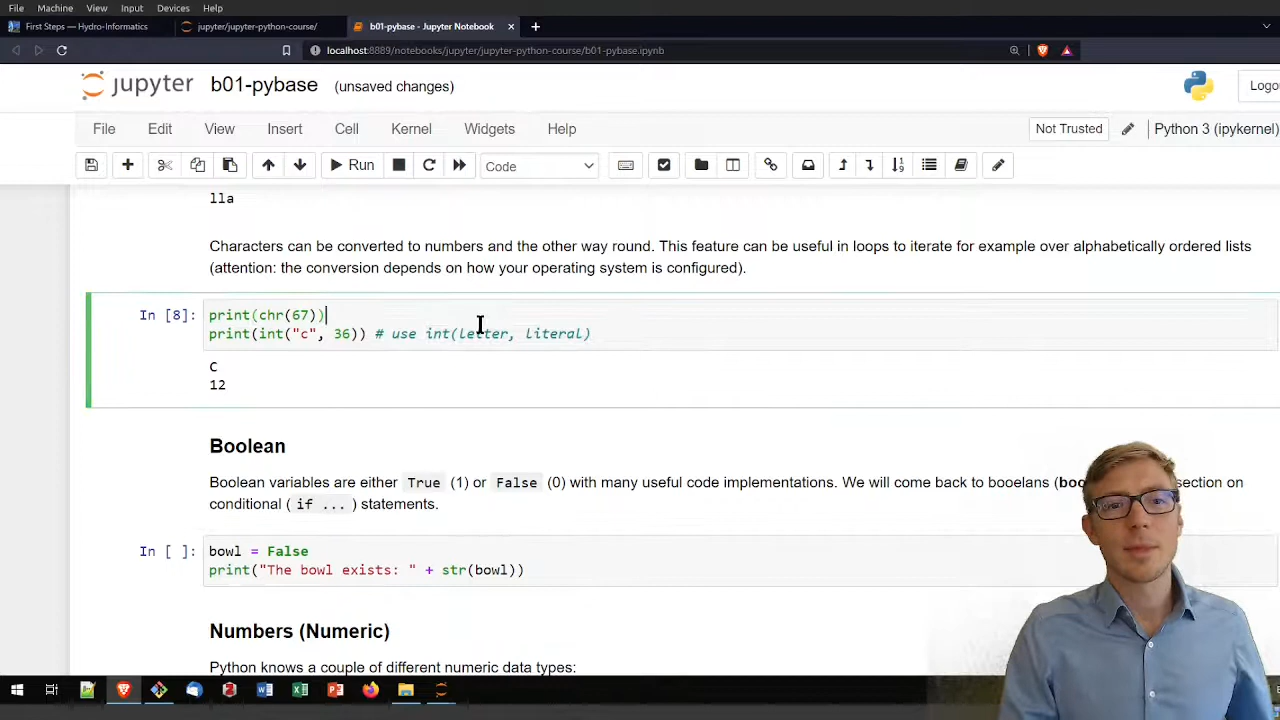 File Machine View Input Devices Help
First Steps — Hydro-Informatics jupyter/jupyter-python-course/ b01-pybase - Jupyter Notebook
localhost:8889/notebooks/jupyter/jupyter-python-course/b01-pybase.ipynb
jupyter b01-pybase (unsaved changes) Logo
File Edit View Insert Cell Kernel Widgets Help Not Trusted Python 3 (ipykernel)
Run Code
lla
Characters can be converted to numbers and the other way round. This feature can be useful in loops to iterate for example over alphabetically ordered lists
(attention: the conversion depends on how your operating system is configured).
In [8]: print(chr(67))
print(int("c", 36)) # use int(letter, literal)
C
12
Boolean
Boolean variables are either True (1) or False (0) with many useful code implementations. We will come back to booelans (boo section on
conditional ( if ... ) statements.
In [ ]: bowl = False
print("The bowl exists: " + str(bowl))
Numbers (Numeric)
Python knows a couple of different numeric data types: